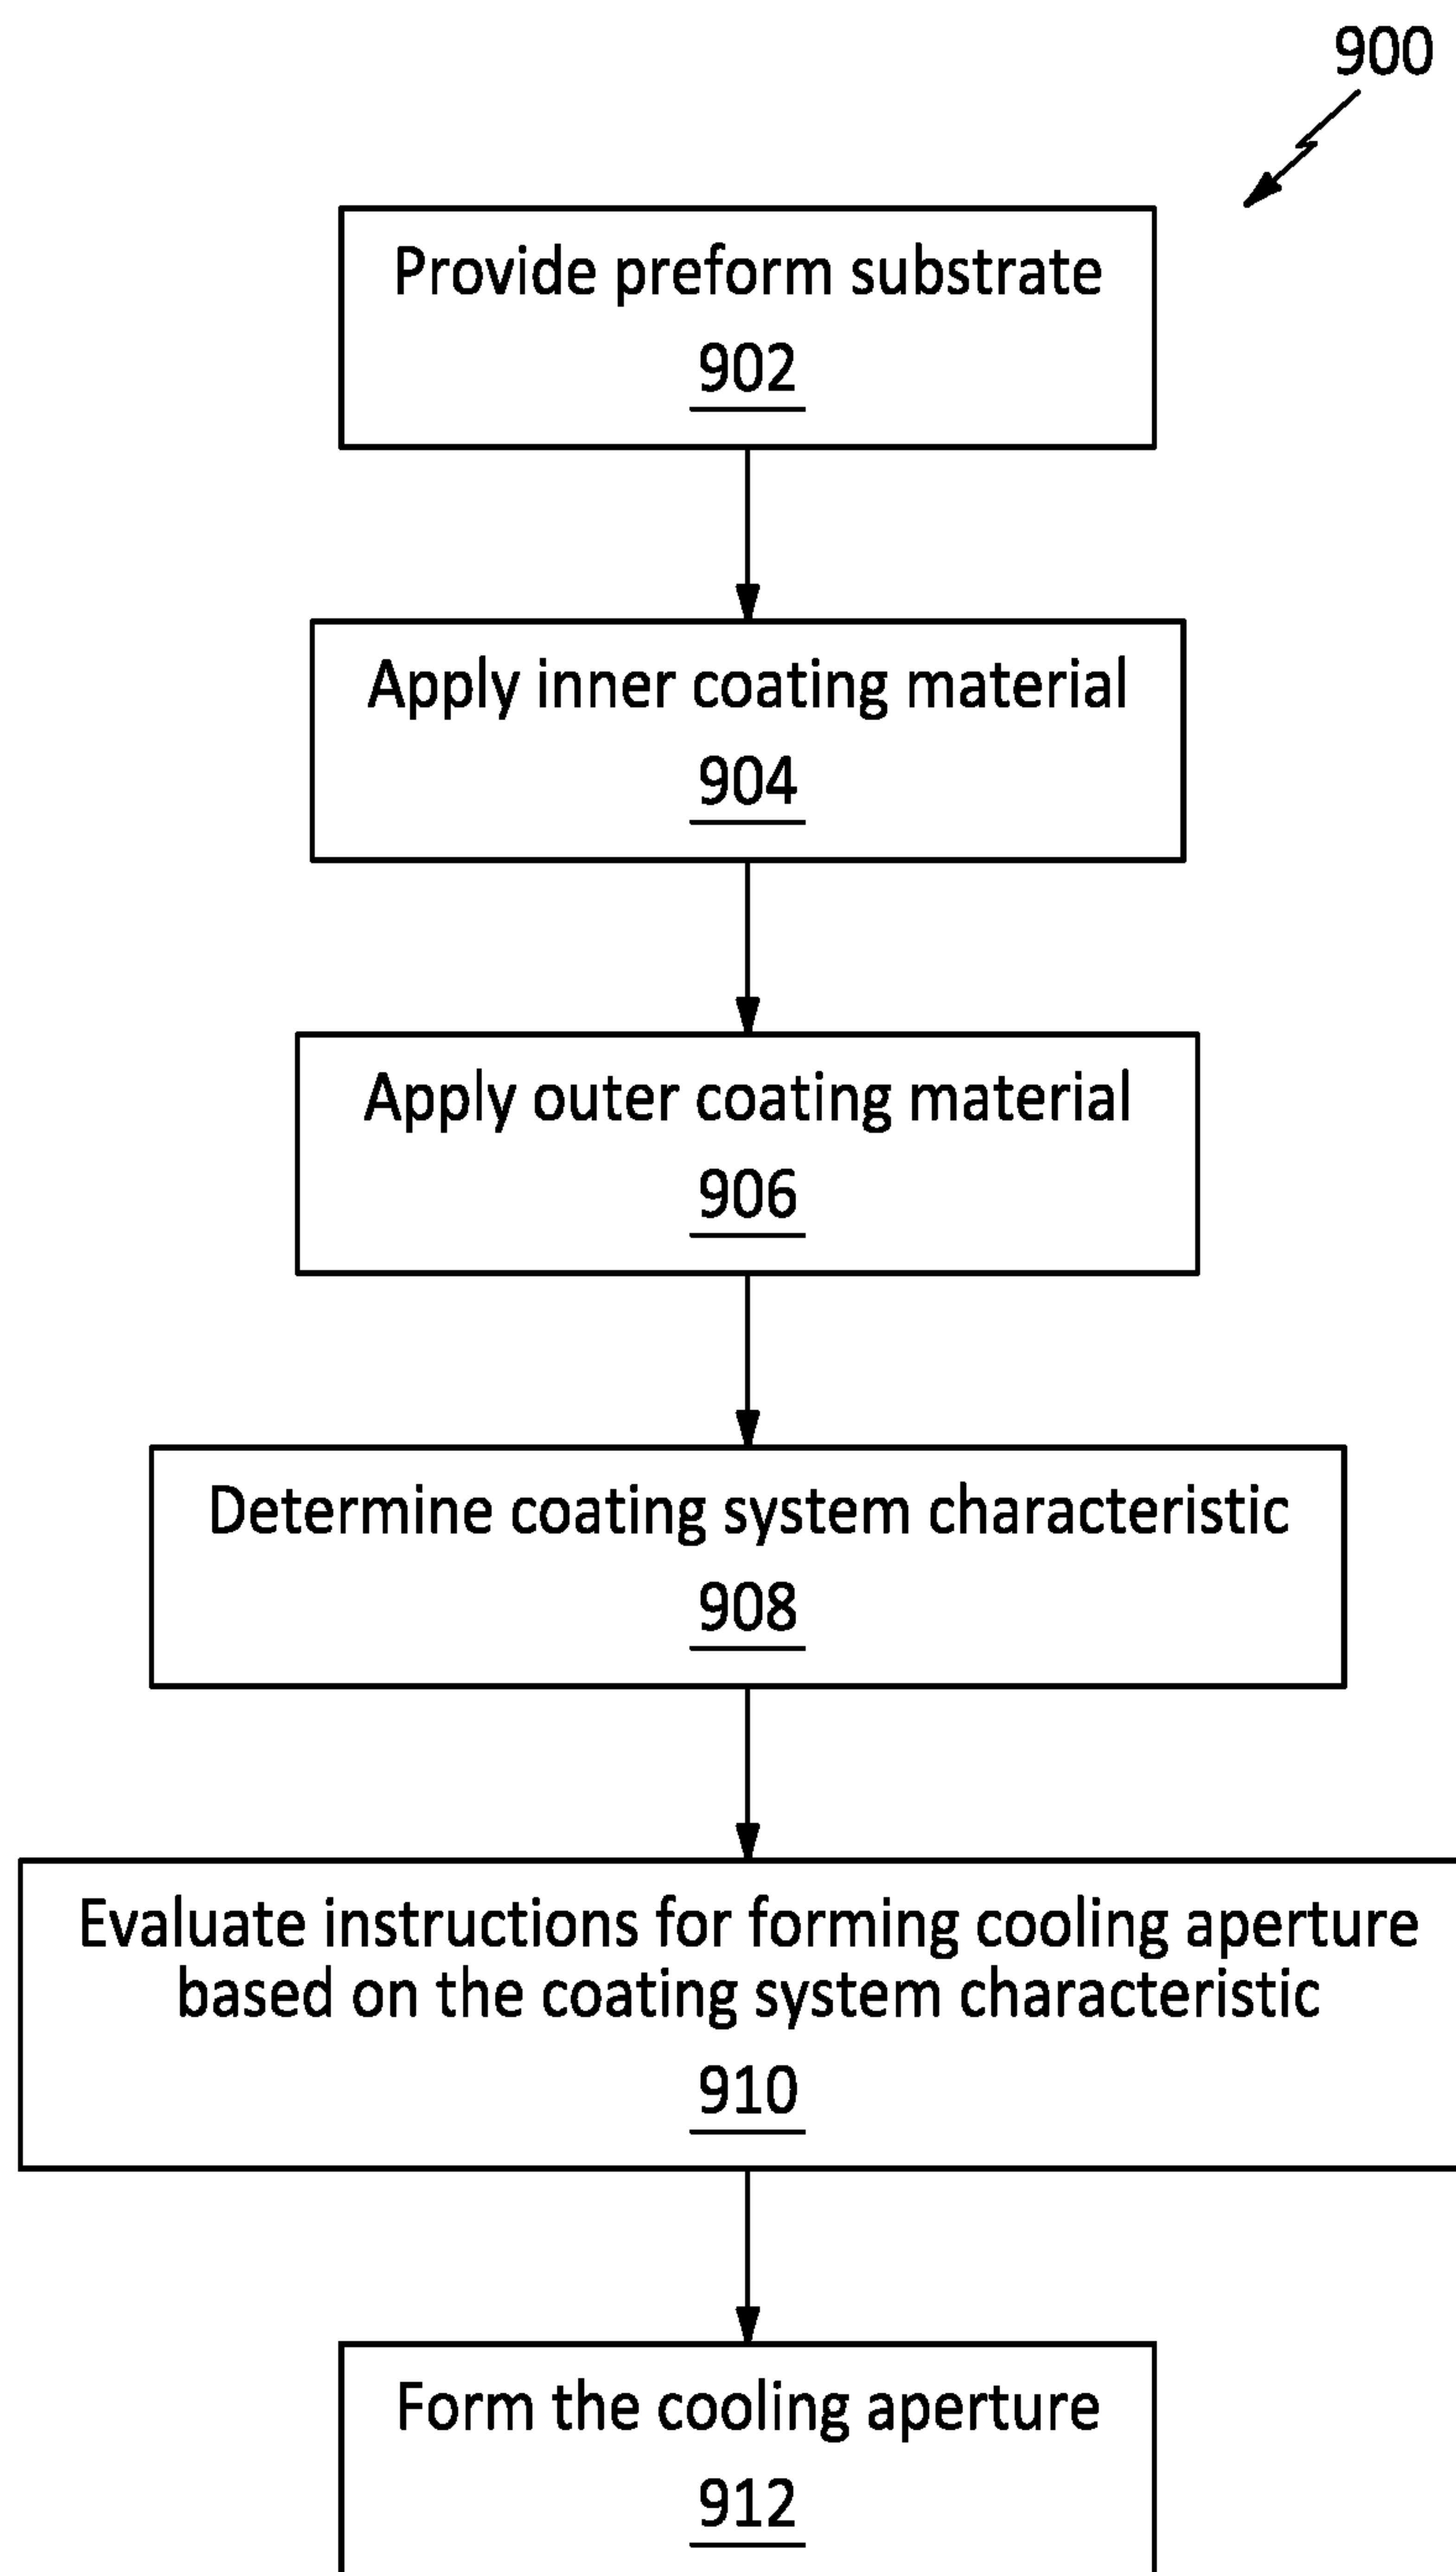 900
Provide preform substrate
902
Apply inner coating material
904
Apply outer coating material
906
Determine coating system characteristic
908
Evaluate instructions for forming cooling aperture
based on the coating system characteristic
910
Form the cooling aperture
912